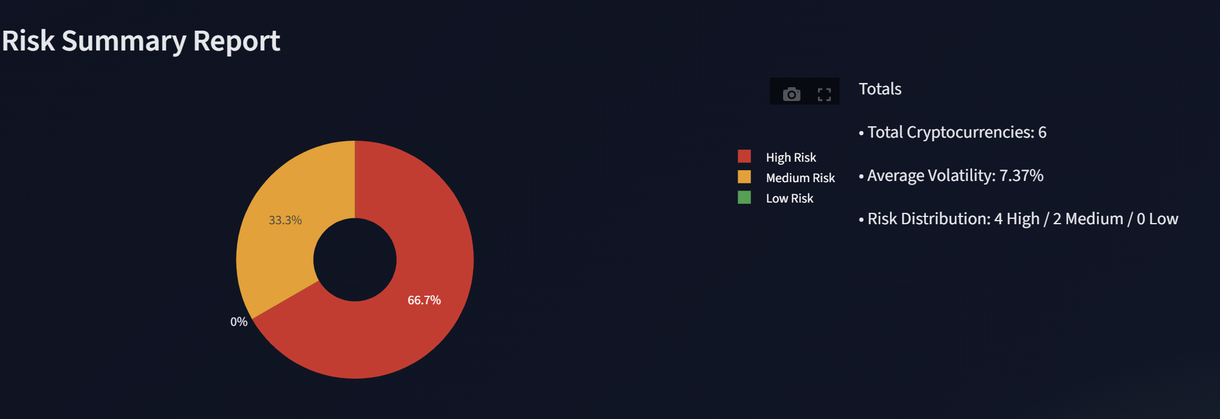 Risk Summary Report
33.3%
66.7%
0%
High Risk
Medium Risk
Low Risk
Totals
• Total Cryptocurrencies: 6
• Average Volatility: 7.37%
• Risk Distribution: 4 High / 2 Medium / 0 Low